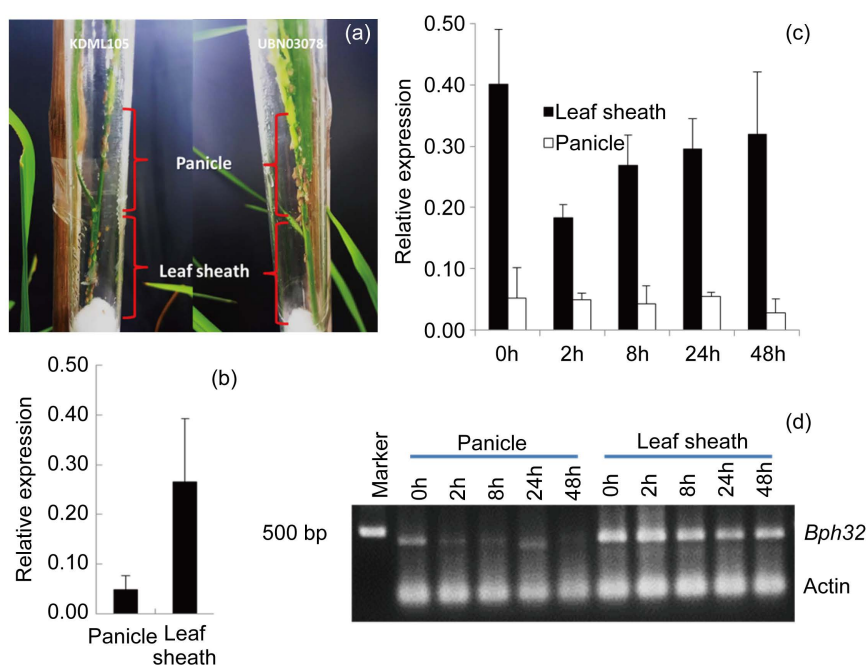 KDML105
UBN03078
(a)
Panicle
Leaf sheath
(b)
Relative expression
0.50
0.40
0.30
0.20
0.10
0.00
Panicle
Leaf
sheath
(c)
Relative expression
0.50
0.40
0.30
0.20
0.10
0.00
Leaf sheath
Panicle
0h 2h 8h 24h 48h
(d)
Panicle Leaf sheath
Marker 0h 2h 8h 24h 48h 0h 2h 8h 24h 48h
500 bp
Bph32
Actin